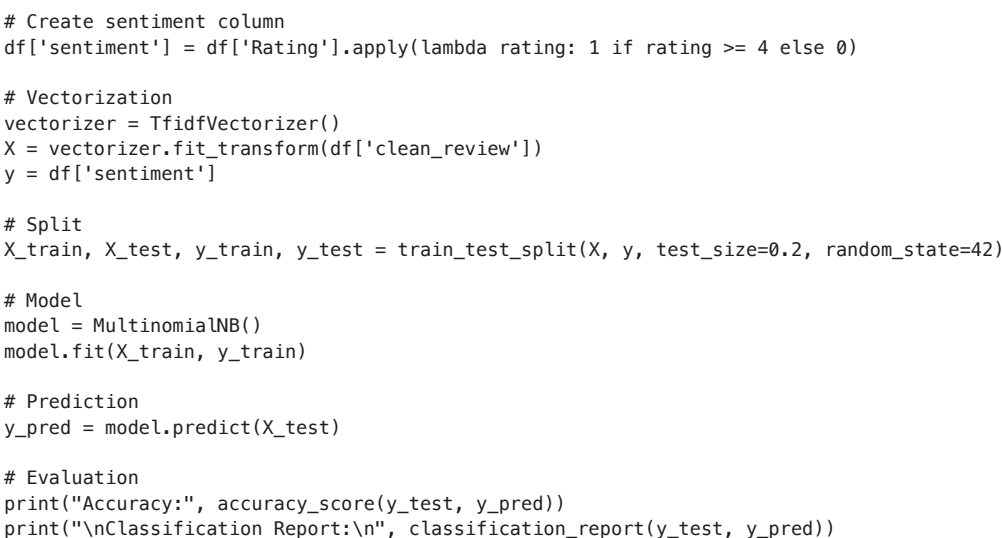 # Create sentiment column
df['sentiment'] = df['Rating'].apply(lambda rating: 1 if rating >= 4 else 0)

# Vectorization
vectorizer = TfidfVectorizer()
X = vectorizer.fit_transform(df['clean_review'])
y = df['sentiment']

# Split
X_train, X_test, y_train, y_test = train_test_split(X, y, test_size=0.2, random_state=42)

# Model
model = MultinomialNB()
model.fit(X_train, y_train)

# Prediction
y_pred = model.predict(X_test)

# Evaluation
print("Accuracy:", accuracy_score(y_test, y_pred))
print("\nClassification Report:\n", classification_report(y_test, y_pred))